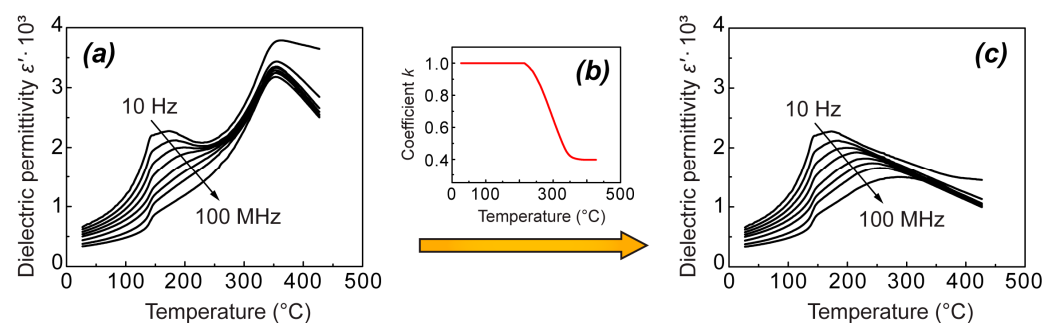 Dielectric permittivity ε′ · 10³
4
3
2
1
0
(a)
10 Hz
100 MHz
0 100 200 300 400 500
Temperature (°C)
Coefficient k
1.0
0.8
0.6
0.4
(b)
0 100 300 500
Temperature (°C)
Dielectric permittivity ε′ · 10³
4
3
2
1
0
(c)
10 Hz
100 MHz
0 100 200 300 400 500
Temperature (°C)